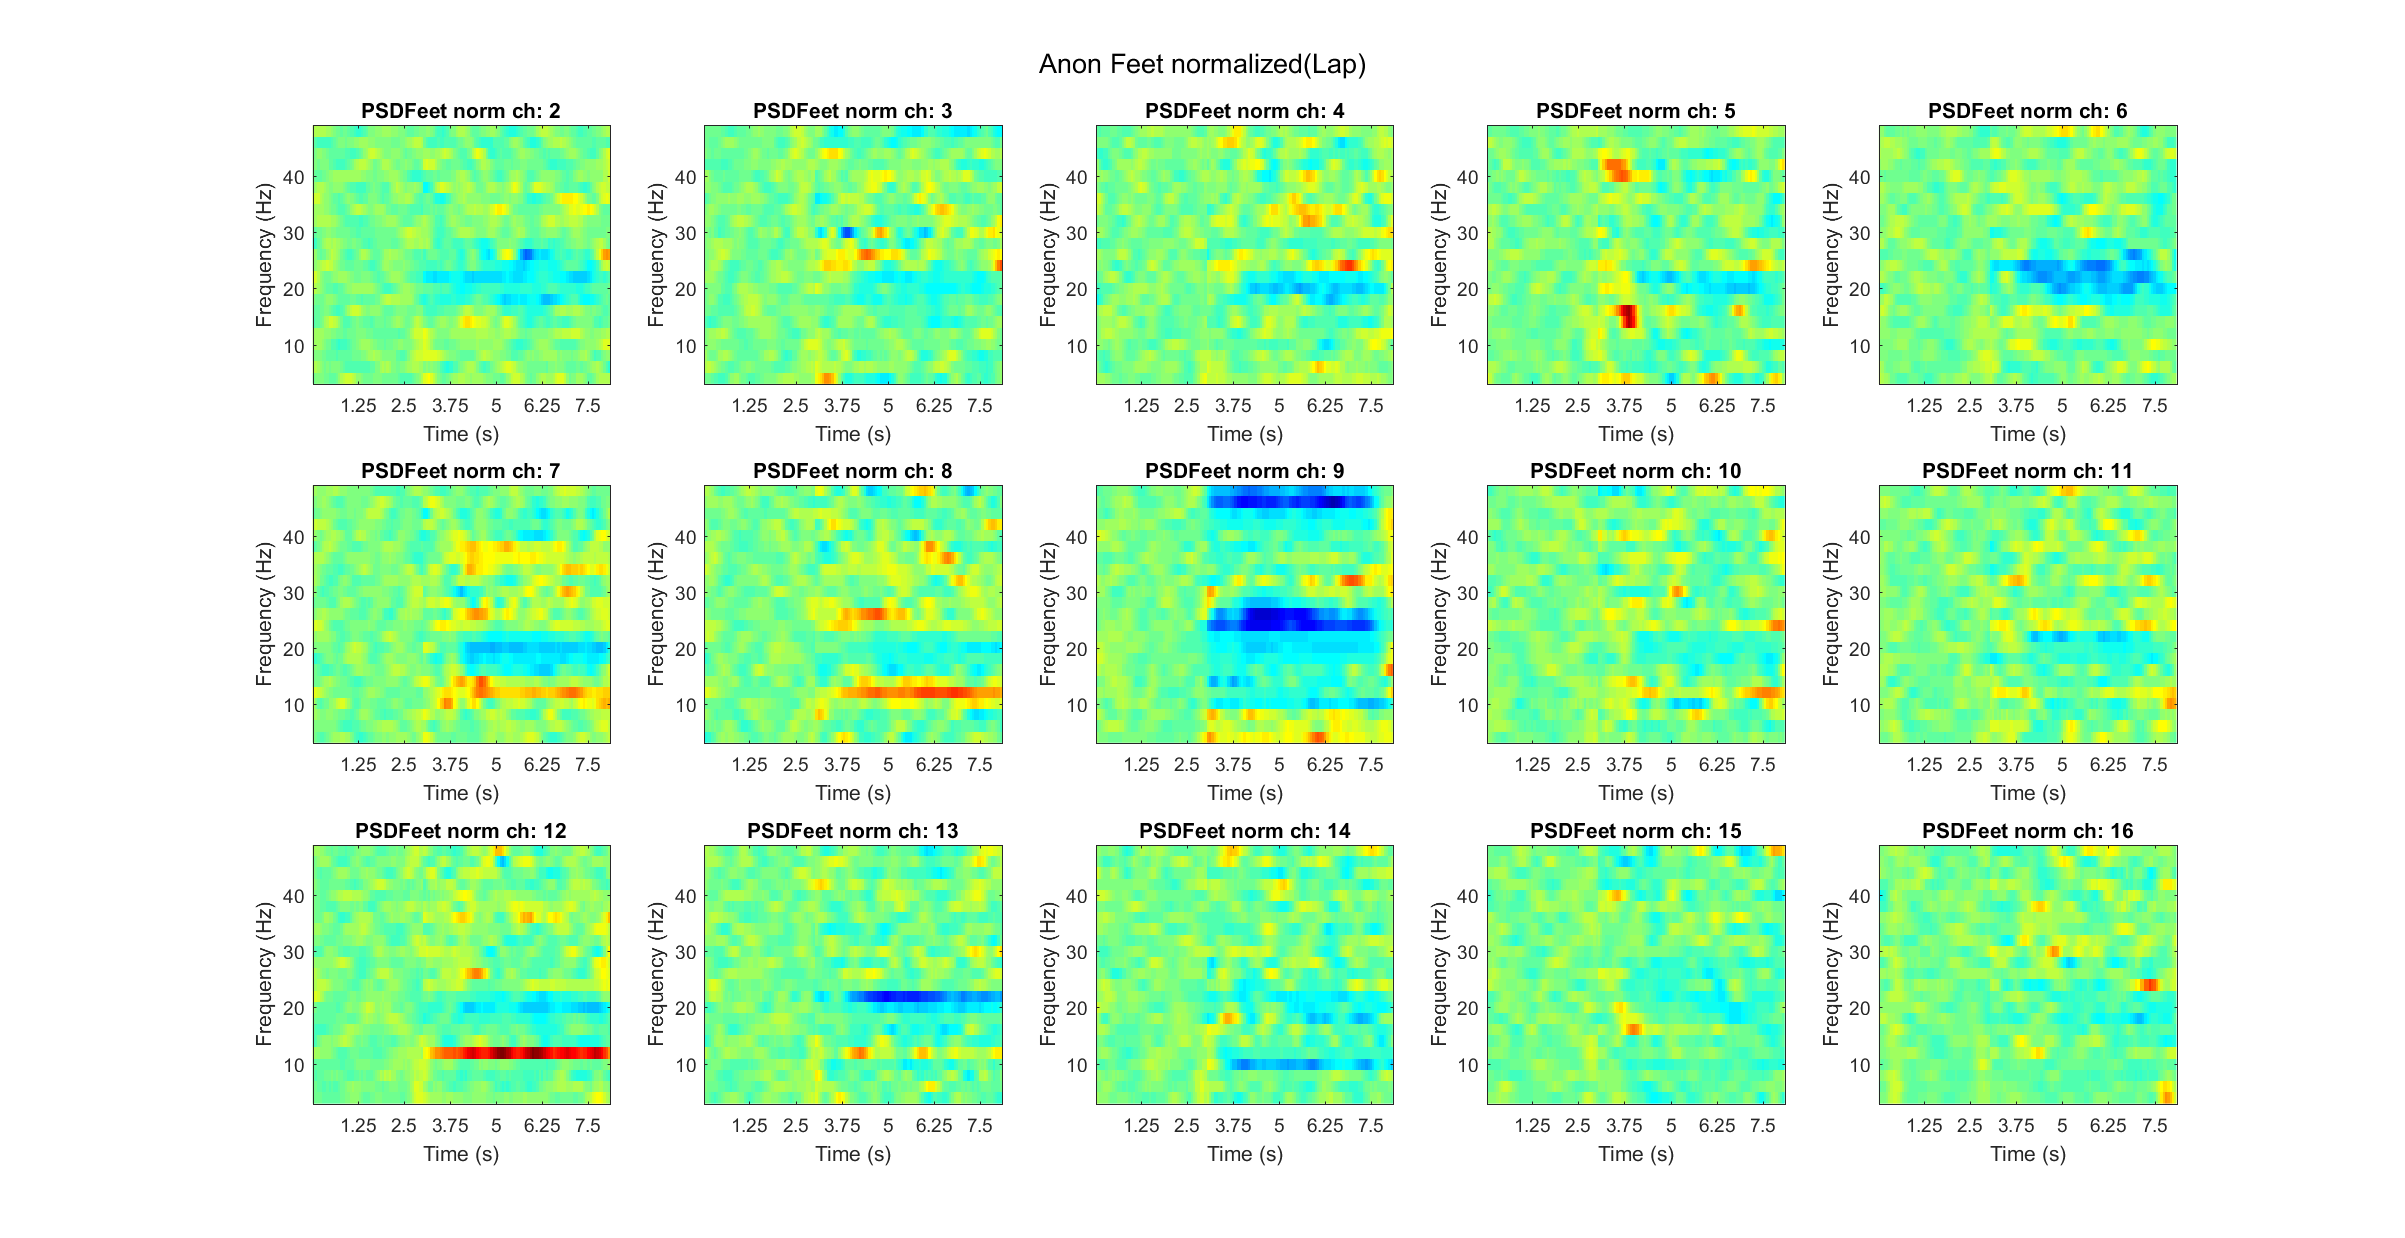 Anon Feet normalized(Lap)
PSDFeet norm ch: 2
Frequency (Hz)
40
30
20
10
1.25 2.5 3.75 5 6.25 7.5
Time (s)
PSDFeet norm ch: 3
Frequency (Hz)
40
30
20
10
1.25 2.5 3.75 5 6.25 7.5
Time (s)
PSDFeet norm ch: 4
Frequency (Hz)
40
30
20
10
1.25 2.5 3.75 5 6.25 7.5
Time (s)
PSDFeet norm ch: 5
Frequency (Hz)
40
30
20
10
1.25 2.5 3.75 5 6.25 7.5
Time (s)
PSDFeet norm ch: 6
Frequency (Hz)
40
30
20
10
1.25 2.5 3.75 5 6.25 7.5
Time (s)
PSDFeet norm ch: 7
Frequency (Hz)
40
30
20
10
1.25 2.5 3.75 5 6.25 7.5
Time (s)
PSDFeet norm ch: 8
Frequency (Hz)
40
30
20
10
1.25 2.5 3.75 5 6.25 7.5
Time (s)
PSDFeet norm ch: 9
Frequency (Hz)
40
30
20
10
1.25 2.5 3.75 5 6.25 7.5
Time (s)
PSDFeet norm ch: 10
Frequency (Hz)
40
30
20
10
1.25 2.5 3.75 5 6.25 7.5
Time (s)
PSDFeet norm ch: 11
Frequency (Hz)
40
30
20
10
1.25 2.5 3.75 5 6.25 7.5
Time (s)
PSDFeet norm ch: 12
Frequency (Hz)
40
30
20
10
1.25 2.5 3.75 5 6.25 7.5
Time (s)
PSDFeet norm ch: 13
Frequency (Hz)
40
30
20
10
1.25 2.5 3.75 5 6.25 7.5
Time (s)
PSDFeet norm ch: 14
Frequency (Hz)
40
30
20
10
1.25 2.5 3.75 5 6.25 7.5
Time (s)
PSDFeet norm ch: 15
Frequency (Hz)
40
30
20
10
1.25 2.5 3.75 5 6.25 7.5
Time (s)
PSDFeet norm ch: 16
Frequency (Hz)
40
30
20
10
1.25 2.5 3.75 5 6.25 7.5
Time (s)